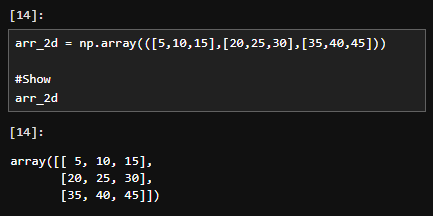 [14]:
arr_2d = np.array(([5,10,15],[20,25,30],[35,40,45]))
#Show
arr_2d
[14]:
array([[ 5, 10, 15],
       [20, 25, 30],
       [35, 40, 45]])